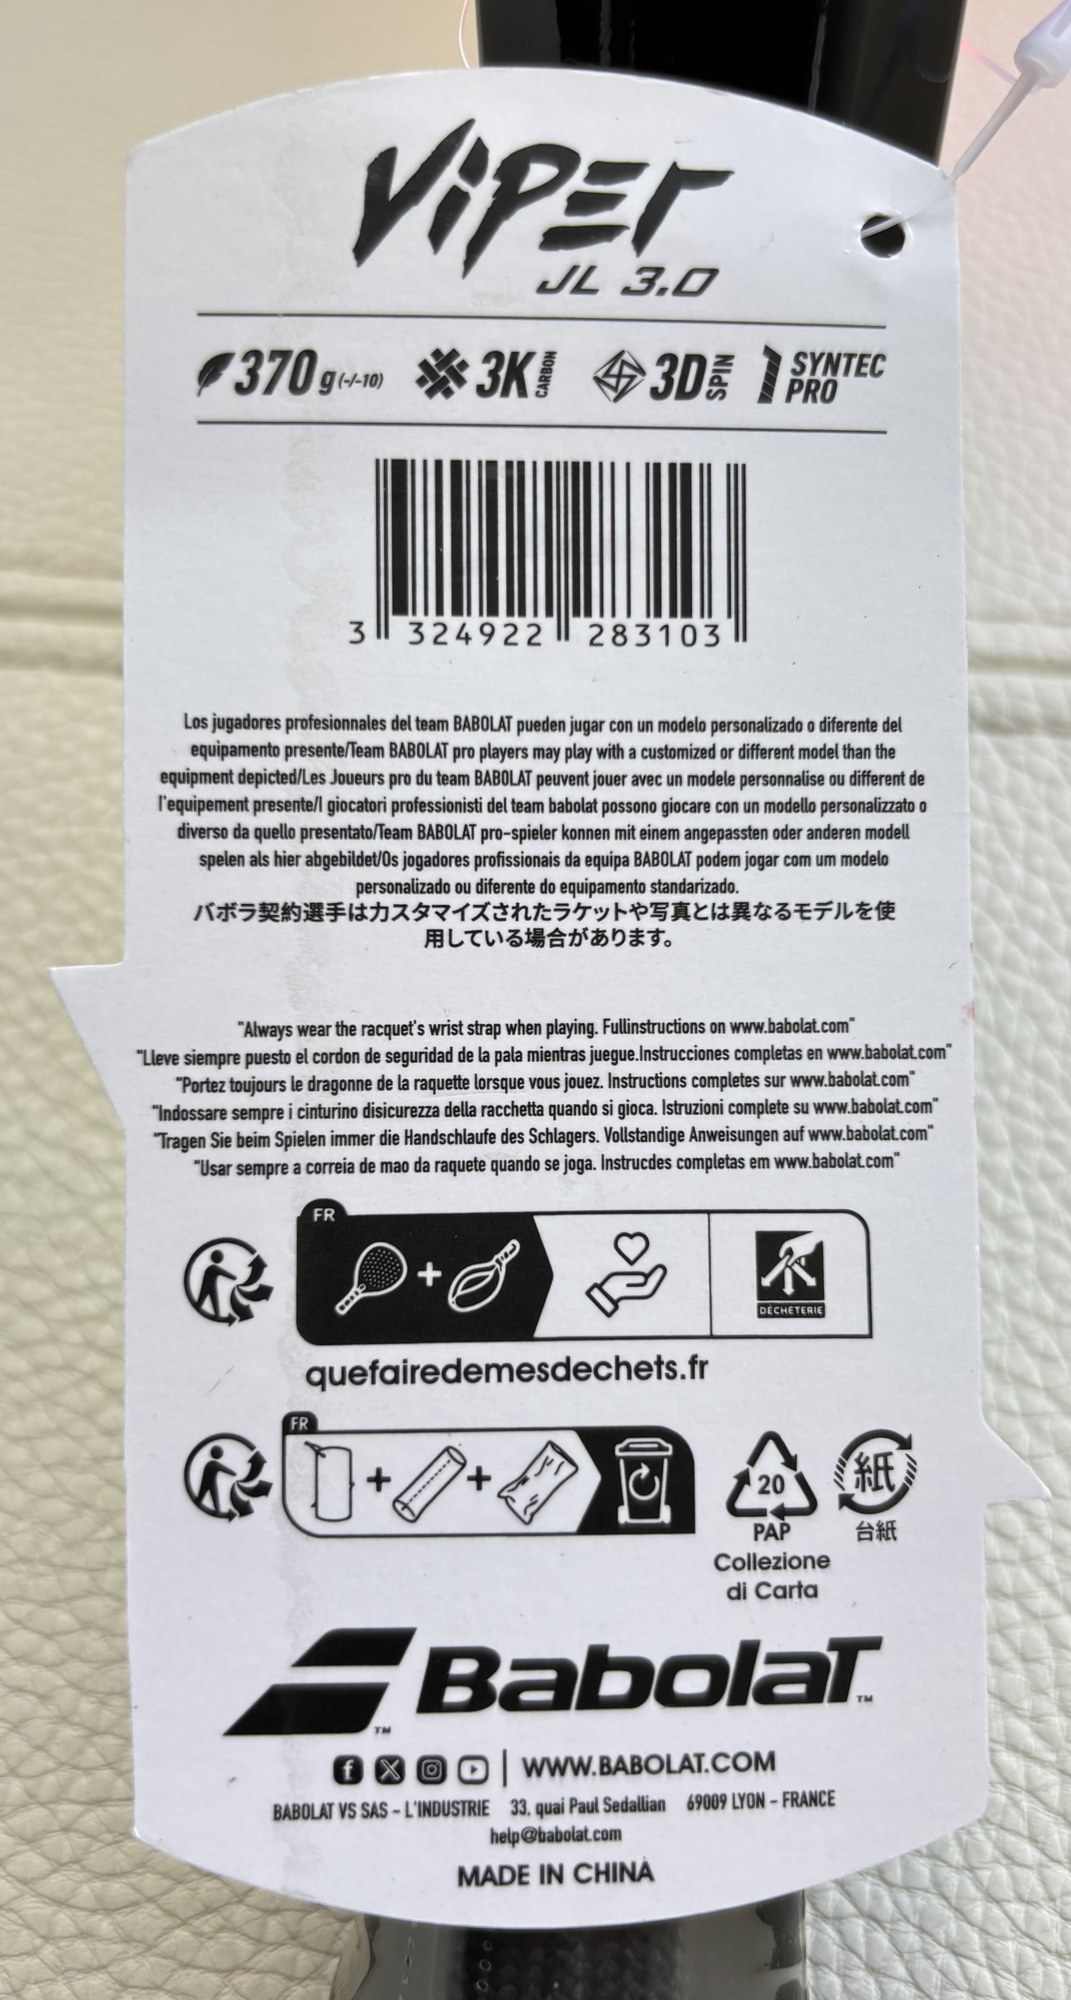 Viper
JL 3.0
370 g (-/-10) 3K CARBON 3D SPIN SYNTEC PRO
3 324922 283103
Los jugadores profesionnales del team BABOLAT pueden jugar con un modelo personalizado o diferente del
equipamento presente/Team BABOLAT pro players may play with a customized or different model than the
equipment depicted/Les Joueurs pro du team BABOLAT peuvent jouer avec un modele personnalise ou different de
l'equipement presente/I giocatori professionisti del team babolat possono giocare con un modello personalizzato o
diverso da quello presentato/Team BABOLAT pro-spieler konnen mit einem angepassten oder anderen modell
spelen als hier abgebildet/Os jogadores profissionais da equipa BABOLAT podem jogar com um modelo
personalizado ou diferente do equipamento standarizado.
バボラ契約選手はカスタマイズされたラケットや写真とは異なるモデルを使
用している場合があります。
"Always wear the racquet's wrist strap when playing. Fullinstructions on www.babolat.com"
"Lleve siempre puesto el cordon de seguridad de la pala mientras juegue.Instrucciones completas en www.babolat.com"
"Portez toujours le dragonne de la raquette lorsque vous jouez. Instructions completes sur www.babolat.com"
"Indossare sempre i cinturino disicurezza della racchetta quando si gioca. Istruzioni complete su www.babolat.com"
"Tragen Sie beim Spielen immer die Handschlaufe des Schlagers. Vollstandige Anweisungen auf www.babolat.com"
"Usar sempre a correia de mao da raquete quando se joga. Instrucdes completas em www.babolat.com"
FR
DECHETERIE
quefairedemesdechets.fr
FR
20
紙
PAP
台紙
Collezione
di Carta
BabolaT™
™
WWW.BABOLAT.COM
BABOLAT VS SAS - L'INDUSTRIE 33, quai Paul Sedallian 69009 LYON - FRANCE
help@babolat.com
MADE IN CHINA